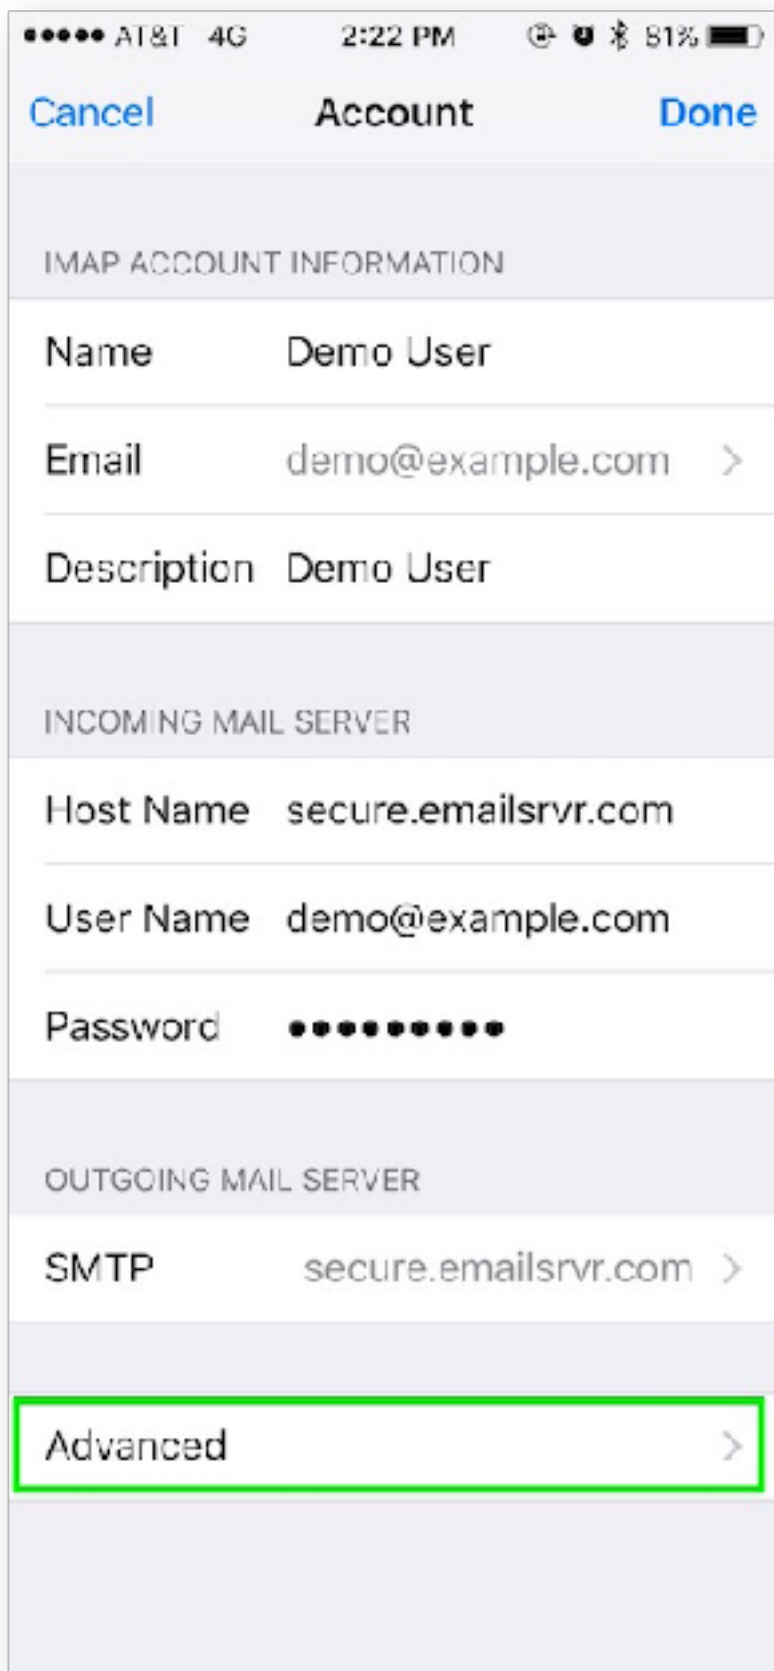 AT&T 4G 2:22 PM 81%
Cancel Account Done
IMAP ACCOUNT INFORMATION
Name Demo User
Email demo@example.com
Description Demo User
INCOMING MAIL SERVER
Host Name secure.emailsrvr.com
User Name demo@example.com
Password •••••••••
OUTGOING MAIL SERVER
SMTP secure.emailsrvr.com
Advanced